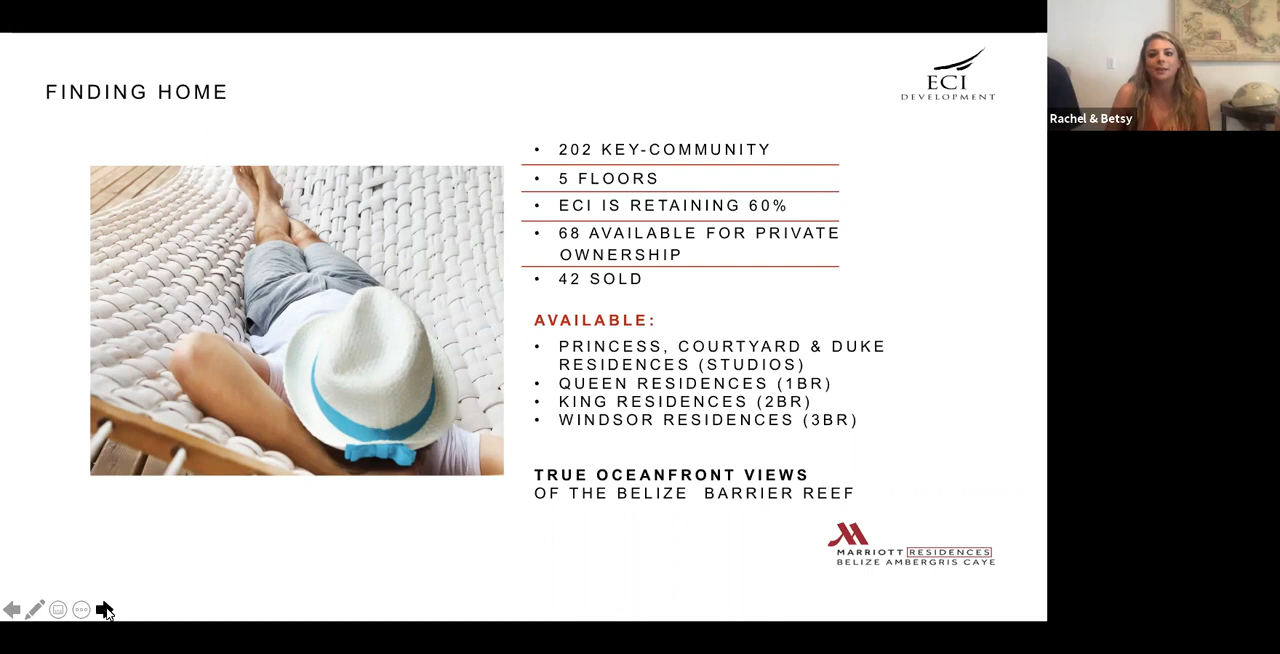 FINDING HOME
ECI
DEVELOPMENT
Rachel & Betsy
• 202 KEY-COMMUNITY
• 5 FLOORS
• ECI IS RETAINING 60%
• 68 AVAILABLE FOR PRIVATE
OWNERSHIP
• 42 SOLD
AVAILABLE:
• PRINCESS, COURTYARD & DUKE
RESIDENCES (STUDIOS)
• QUEEN RESIDENCES (1BR)
• KING RESIDENCES (2BR)
• WINDSOR RESIDENCES (3BR)
TRUE OCEANFRONT VIEWS
OF THE BELIZE BARRIER REEF
MARRIOTT RESIDENCES
BELIZE AMBERGRIS CAYE